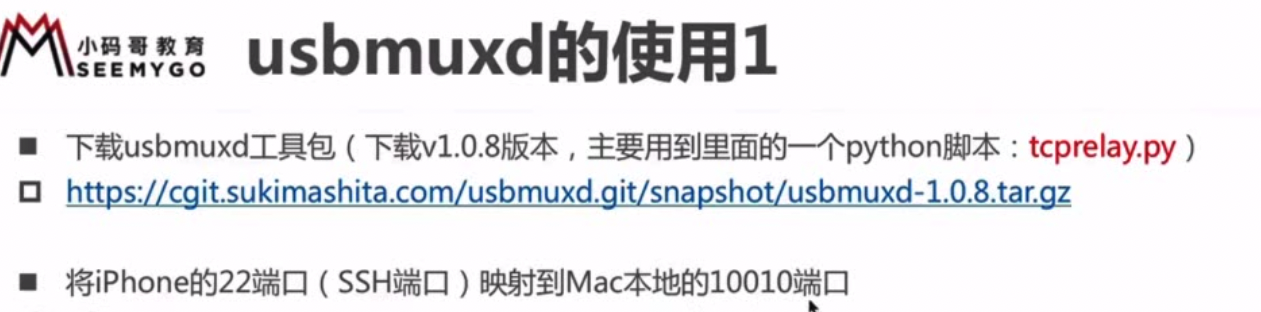 小码哥教育
SEEMYGO
usbmuxd的使用1
下载usbmuxd工具包（下载v1.0.8版本，主要用到里面的一个python脚本：tcprelay.py）
https://cgit.sukimashita.com/usbmuxd.git/snapshot/usbmuxd-1.0.8.tar.gz
将iPhone的22端口（SSH端口）映射到Mac本地的10010端口